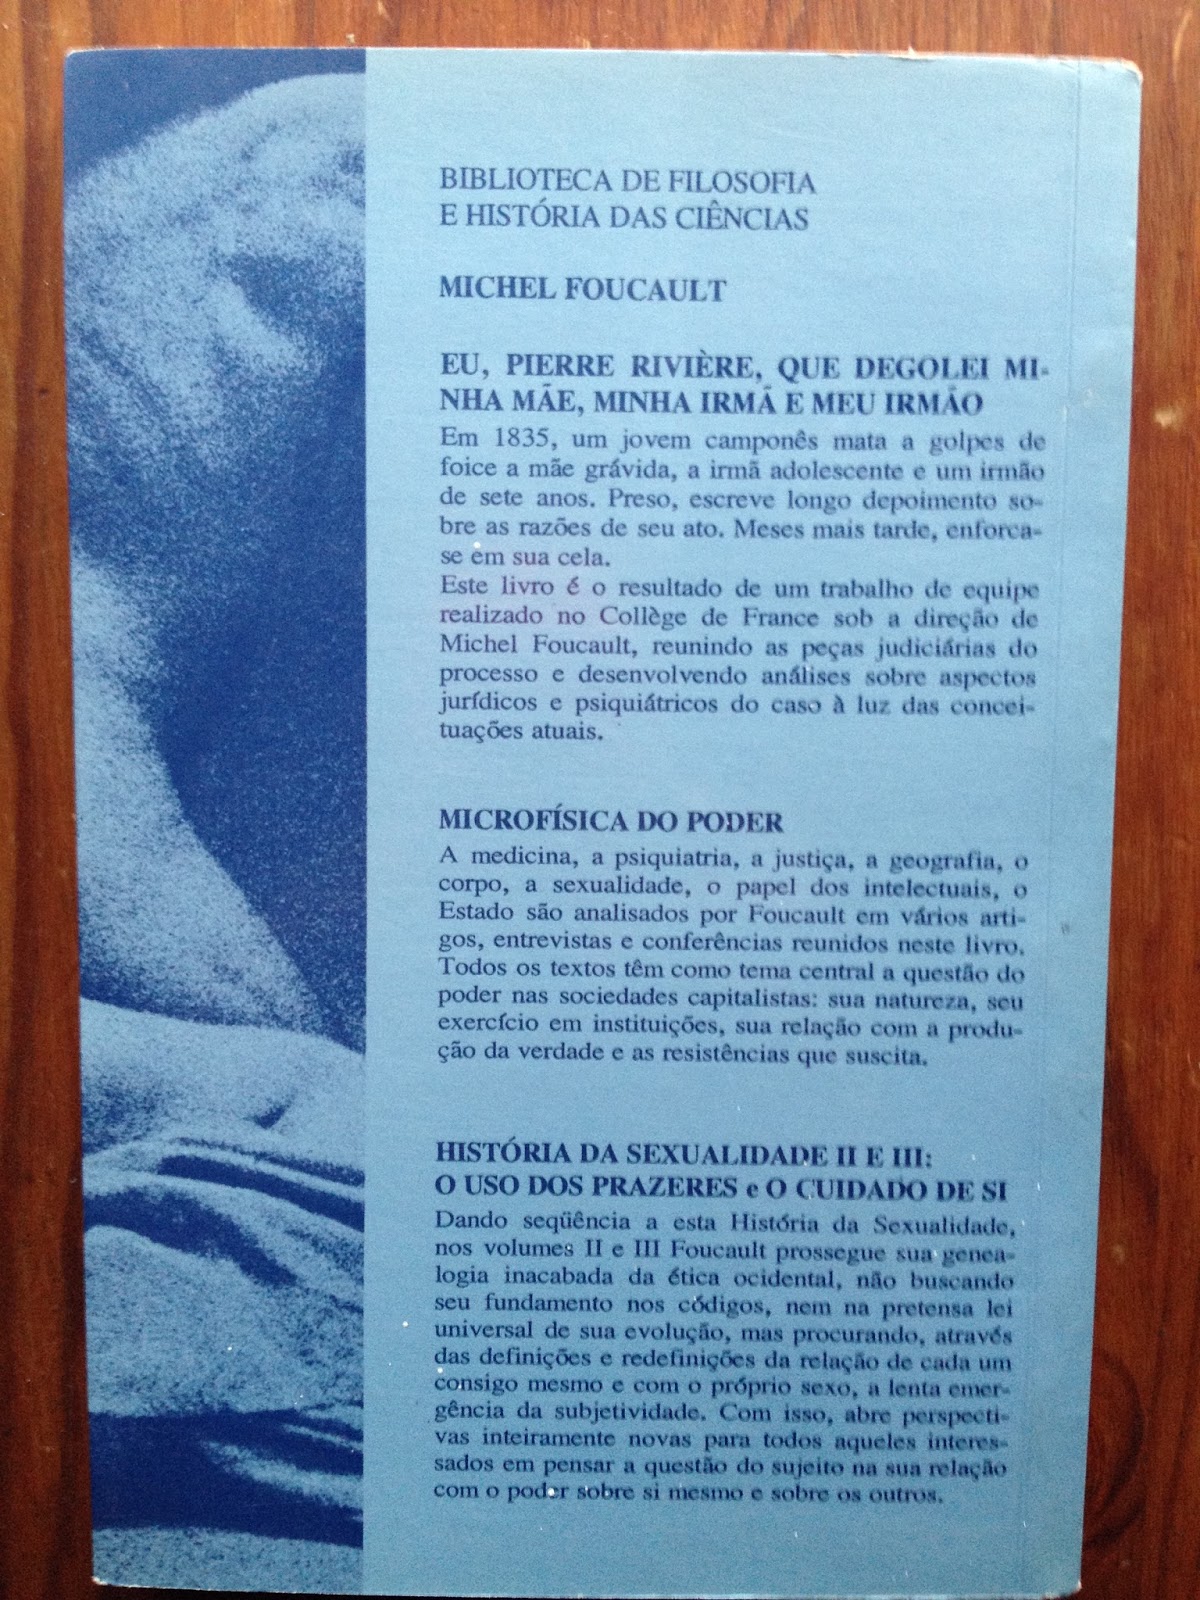 BIBLIOTECA DE FILOSOFIA
E HISTÓRIA DAS CIÊNCIAS
MICHEL FOUCAULT
EU, PIERRE RIVIÈRE, QUE DEGOLEI MI-
NHA MÃE, MINHA IRMÃ E MEU IRMÃO
Em 1835, um jovem camponês mata a golpes de
foice a mãe grávida, a irmã adolescente e um irmão
de sete anos. Preso, escreve longo depoimento so-
bre as razões de seu ato. Meses mais tarde, enforca-
se em sua cela.
Este livro é o resultado de um trabalho de equipe
realizado no Collège de France sob a direção de
Michel Foucault, reunindo as peças judiciárias do
processo e desenvolvendo análises sobre aspectos
jurídicos e psiquiátricos do caso à luz das concei-
tuações atuais.
MICROFÍSICA DO PODER
A medicina, a psiquiatria, a justiça, a geografia, o
corpo, a sexualidade, o papel dos intelectuais, o
Estado são analisados por Foucault em vários arti-
gos, entrevistas e conferências reunidos neste livro.
Todos os textos têm como tema central a questão do
poder nas sociedades capitalistas: sua natureza, seu
exercício em instituições, sua relação com a produ-
ção da verdade e as resistências que suscita.
HISTÓRIA DA SEXUALIDADE II E III:
O USO DOS PRAZERES e O CUIDADO DE SI
Dando seqüência a esta História da Sexualidade,
nos volumes II e III Foucault prossegue sua genea-
logia inacabada da ética ocidental, não buscando
seu fundamento nos códigos, nem na pretensa lei
universal de sua evolução, mas procurando, através
das definições e redefinições da relação de cada um
consigo mesmo e com o próprio sexo, a lenta emer-
gência da subjetividade. Com isso, abre perspecti-
vas inteiramente novas para todos aqueles interes-
sados em pensar a questão do sujeito na sua relação
com o poder sobre si mesmo e sobre os outros.